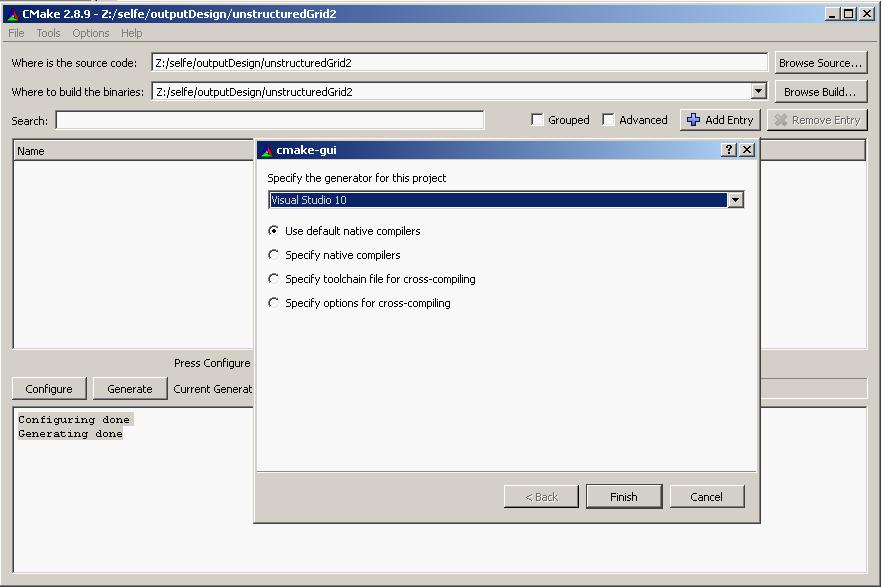 CMake 2.8.9 - Z:/selfe/outputDesign/unstructuredGrid2
File Tools Options Help
Where is the source code: Z:/selfe/outputDesign/unstructuredGrid2 Browse Source...
Where to build the binaries: Z:/selfe/outputDesign/unstructuredGrid2 Browse Build...
Search: Grouped Advanced Add Entry Remove Entry
Name
cmake-gui
Specify the generator for this project
Visual Studio 10
Use default native compilers
Specify native compilers
Specify toolchain file for cross-compiling
Specify options for cross-compiling
< Back Finish Cancel
Press Configure
Configure Generate Current Generat
Configuring done
Generating done